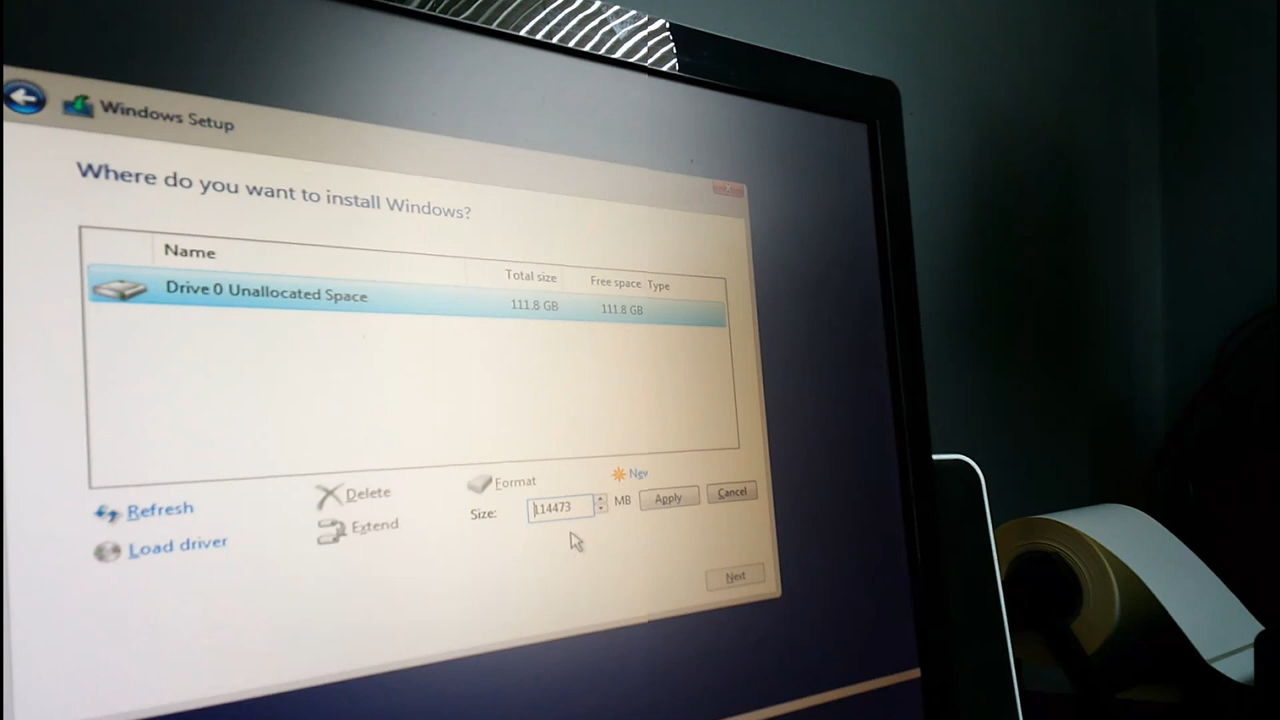 Windows Setup
Where do you want to install Windows?
Name Total size Free space Type
Drive 0 Unallocated Space 111.8 GB 111.8 GB
Refresh Delete Format New
Load driver Extend Size: 114473 MB Apply Cancel
Next